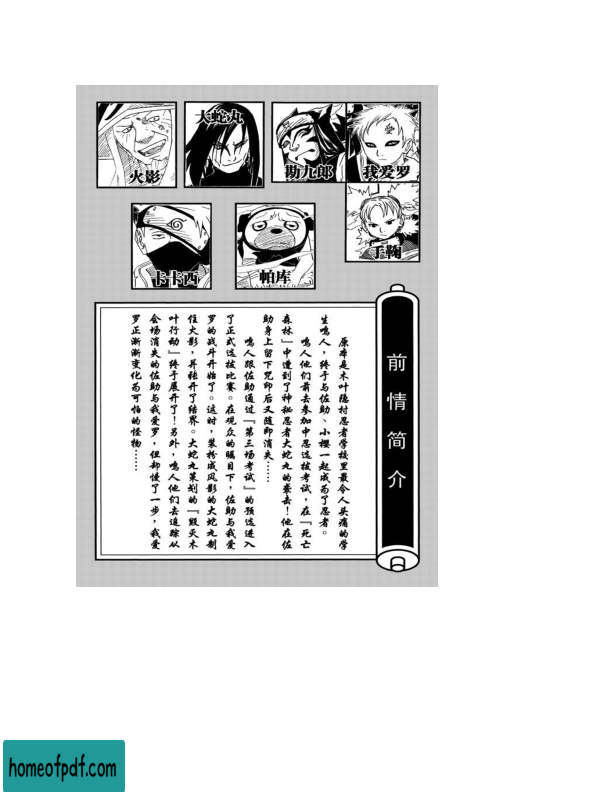 火影
大蛇丸
勘九郎
我爱罗
手鞠
卡卡西
帕库
前情简介
原本是木叶隐村忍者学校里最令人头痛的学
生鸣人，终于与佐助、小樱一起成为了忍者。
鸣人他们前去参加中忍选拔考试，在『死亡
森林』中遭到了神秘忍者大蛇丸的袭击！他在佐
助身上留下咒印后又随即消失……
鸣人跟佐助通过『第三场考试』的预选进入
了正式选拔比赛。在观众的瞩目下，佐助与我爱
罗的战斗开始了。这时，装扮成风影的大蛇丸制
住火影，并张开了结界。大蛇丸策划的『毁灭木
叶行动』终于展开了！另外，鸣人他们去追踪从
会场消失的佐助与我爱罗，但却慢了一步，我爱
罗正渐渐变化为可怕的怪物……
homeofpdf.com